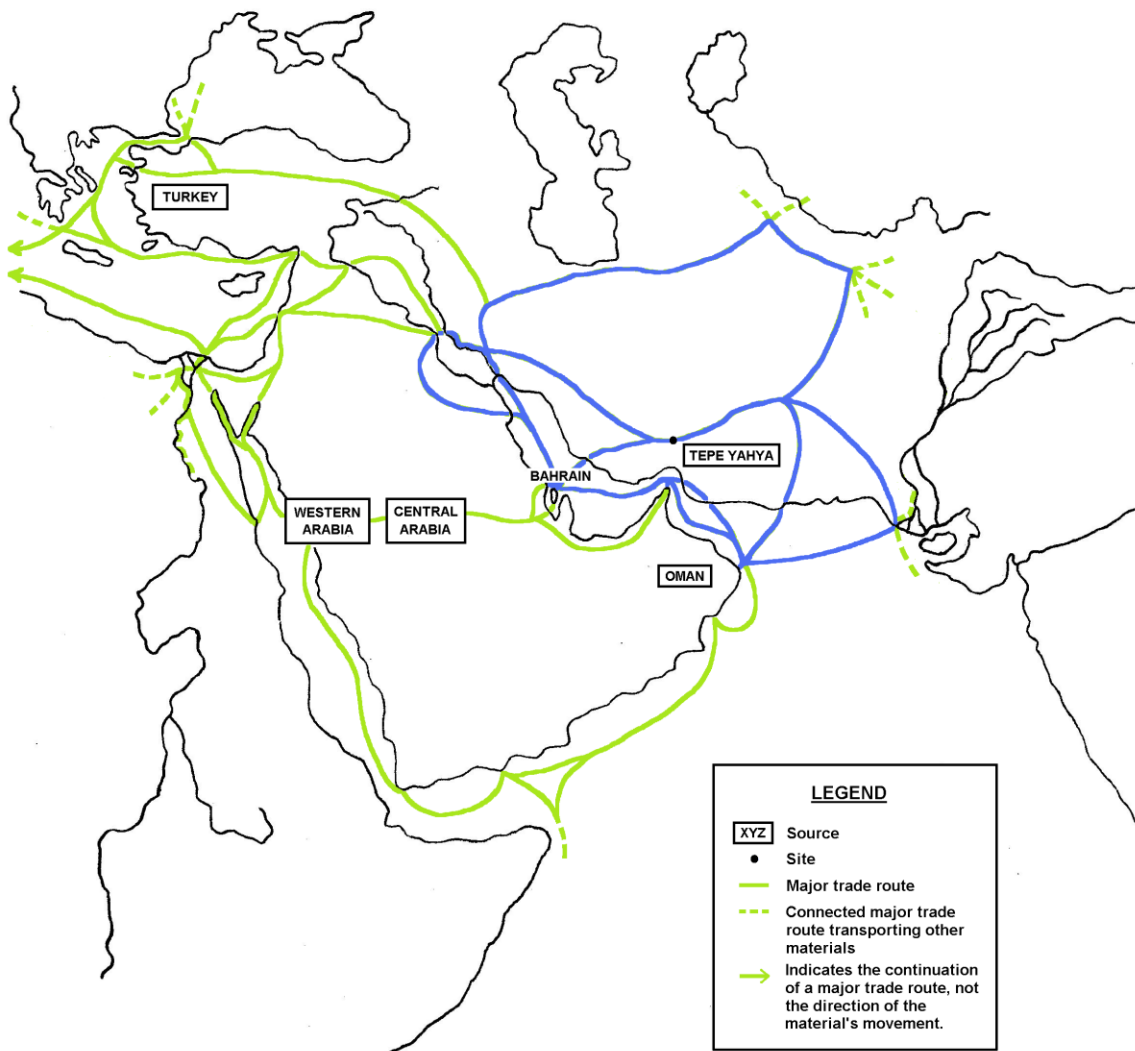 TURKEY
TEPE YAHYA
BAHRAIN
WESTERN
ARABIA
CENTRAL
ARABIA
OMAN
LEGEND
XYZ Source
Site
Major trade route
Connected major trade
route transporting other
materials
Indicates the continuation
of a major trade route, not
the direction of the
material's movement.